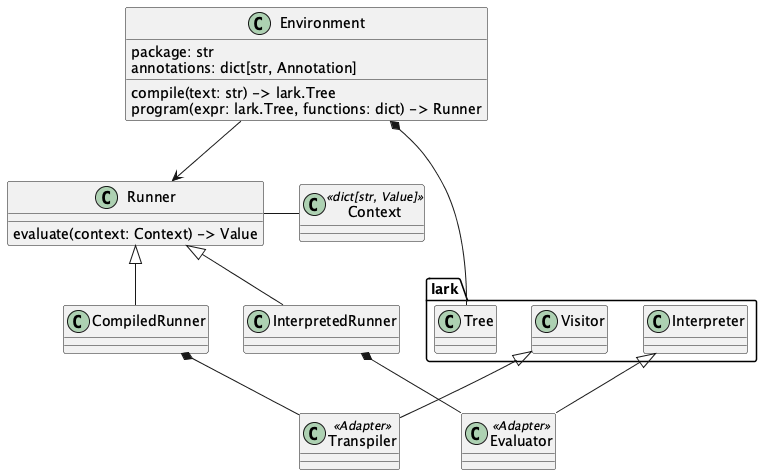 C Environment
package: str
annotations: dict[str, Annotation]
compile(text: str) -> lark.Tree
program(expr: lark.Tree, functions: dict) -> Runner
C Runner
evaluate(context: Context) -> Value
C «dict[str, Value]»
Context
lark
C CompiledRunner
C InterpretedRunner
C Tree
C Visitor
C Interpreter
C «Adapter»
Transpiler
C «Adapter»
Evaluator